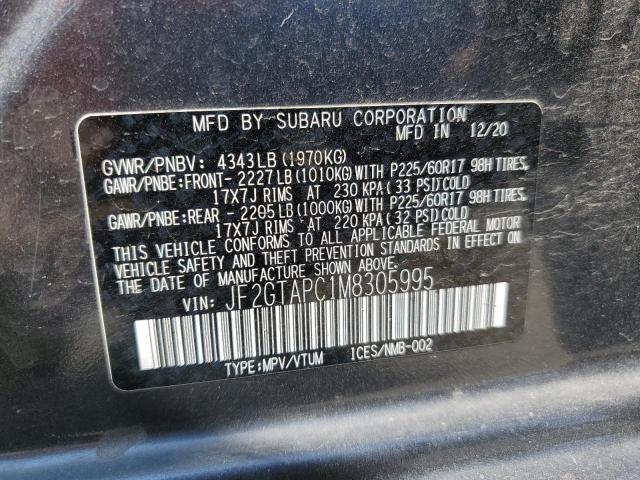 MFD BY SUBARU CORPORATION
MFD IN 12/20
GVWR/PNBV: 4343LB (1970KG)
GAWR/PNBE:FRONT- 2227LB (1010KG)WITH P225/60R17 98H TIRES,
17X7J RIMS AT 230 KPA (33 PSI)COLD
GAWR/PNBE:REAR - 2205LB (1000KG)WITH P225/60R17 98H TIRES,
17X7J RIMS AT 220 KPA (32 PSI)COLD
THIS VEHICLE CONFORMS TO ALL APPLICABLE FEDERAL MOTOR
VEHICLE SAFETY AND THEFT PREVENTION STANDARDS IN EFFECT ON
THE DATE OF MANUFACTURE SHOWN ABOVE.
VIN: JF2GTAPC1M8305995
TYPE:MPV/VTUM ICES/NMB-002